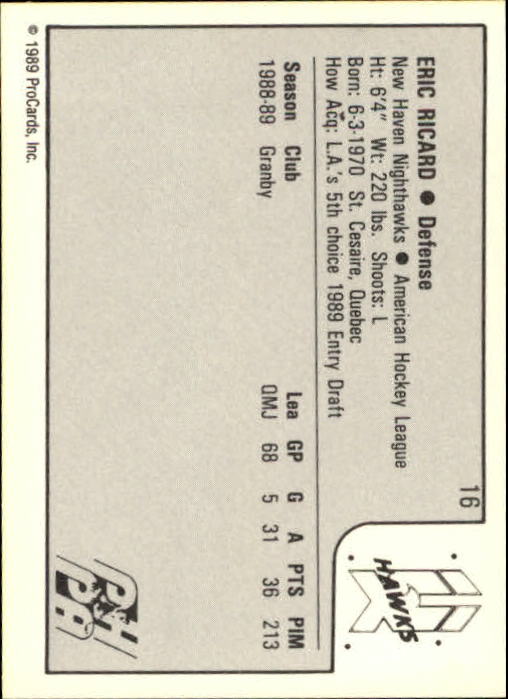 16
ERIC RICARD ● Defense
New Haven Nighthawks ● American Hockey League
Ht: 6'4" Wt: 220 lbs. Shoots: L
Born: 6-3-1970 St. Cesaire, Quebec
How Acq: L.A.'s 5th choice 1989 Entry Draft
HAWKS
Season Club Lea GP G A PTS PIM
1988-89 Granby QMJ 68 5 31 36 213
© 1989 ProCards, Inc.